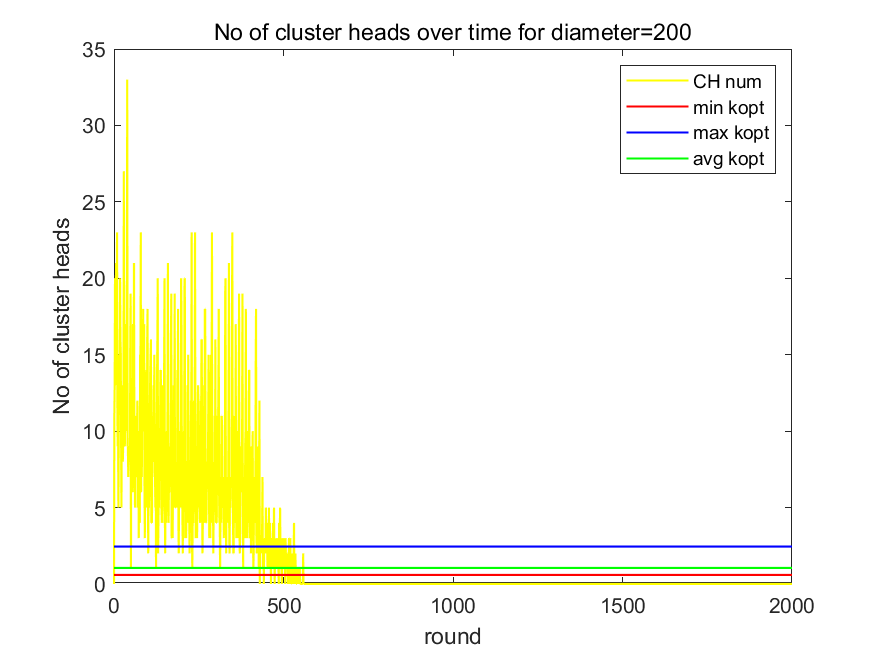 No of cluster heads over time for diameter=200
35
30
25
20
15
10
5
0
No of cluster heads
CH num
min kopt
max kopt
avg kopt
0 500 1000 1500 2000
round